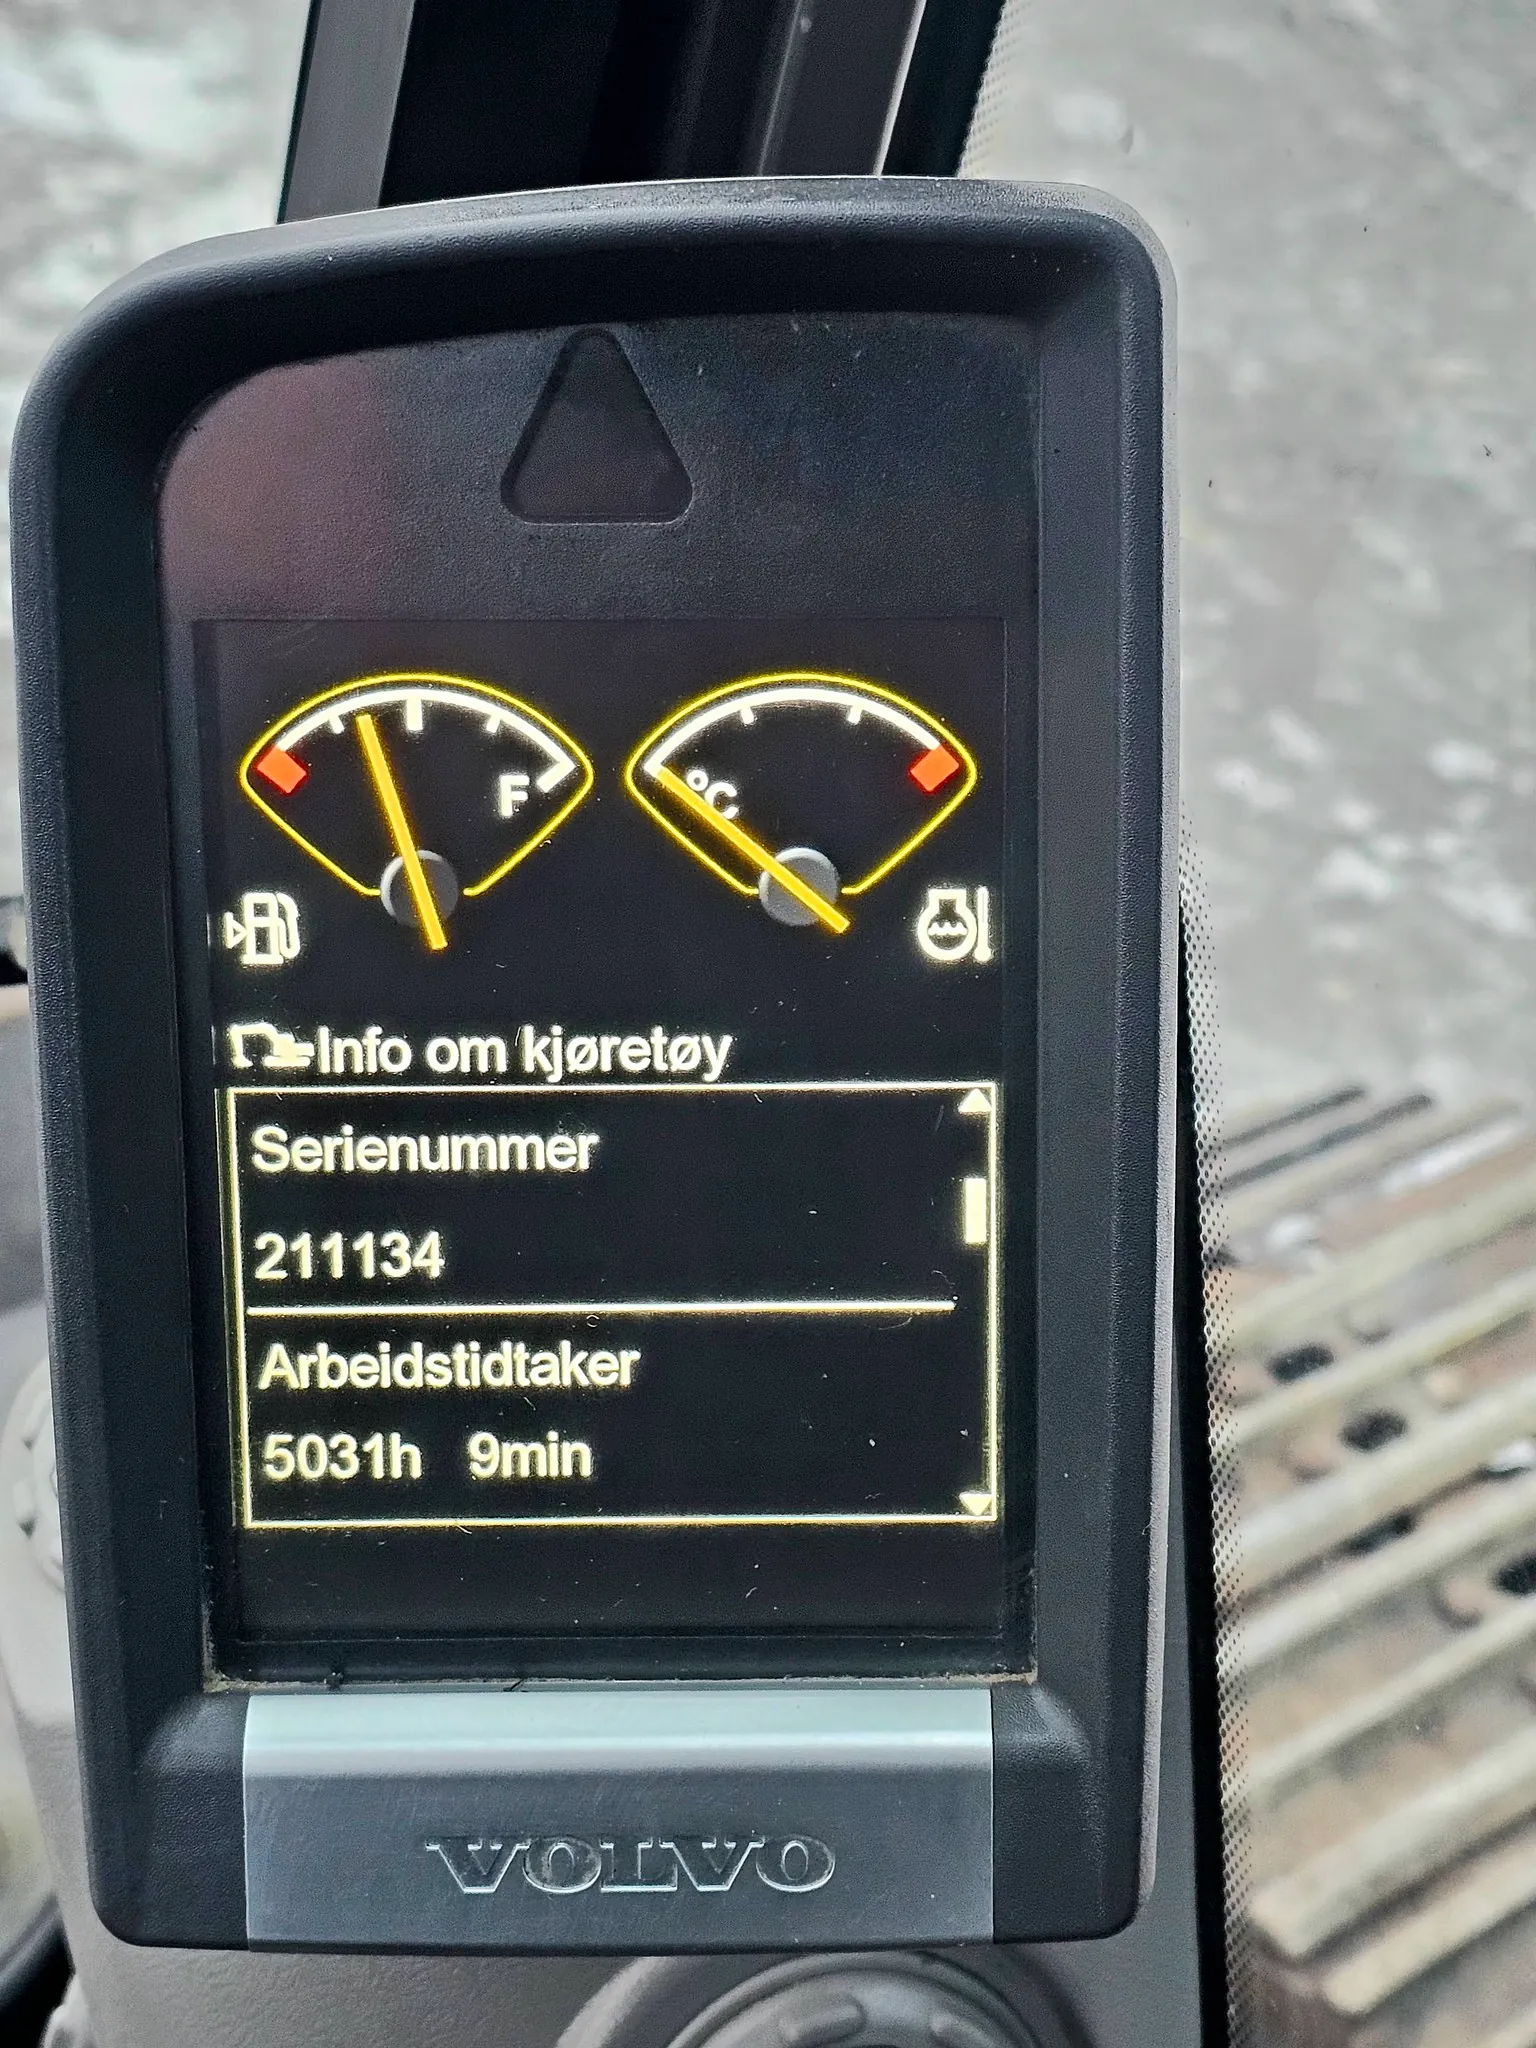 F
°C
Info om kjøretøy
Serienummer
211134
Arbeidstidtaker
5031h 9min
VOLVO